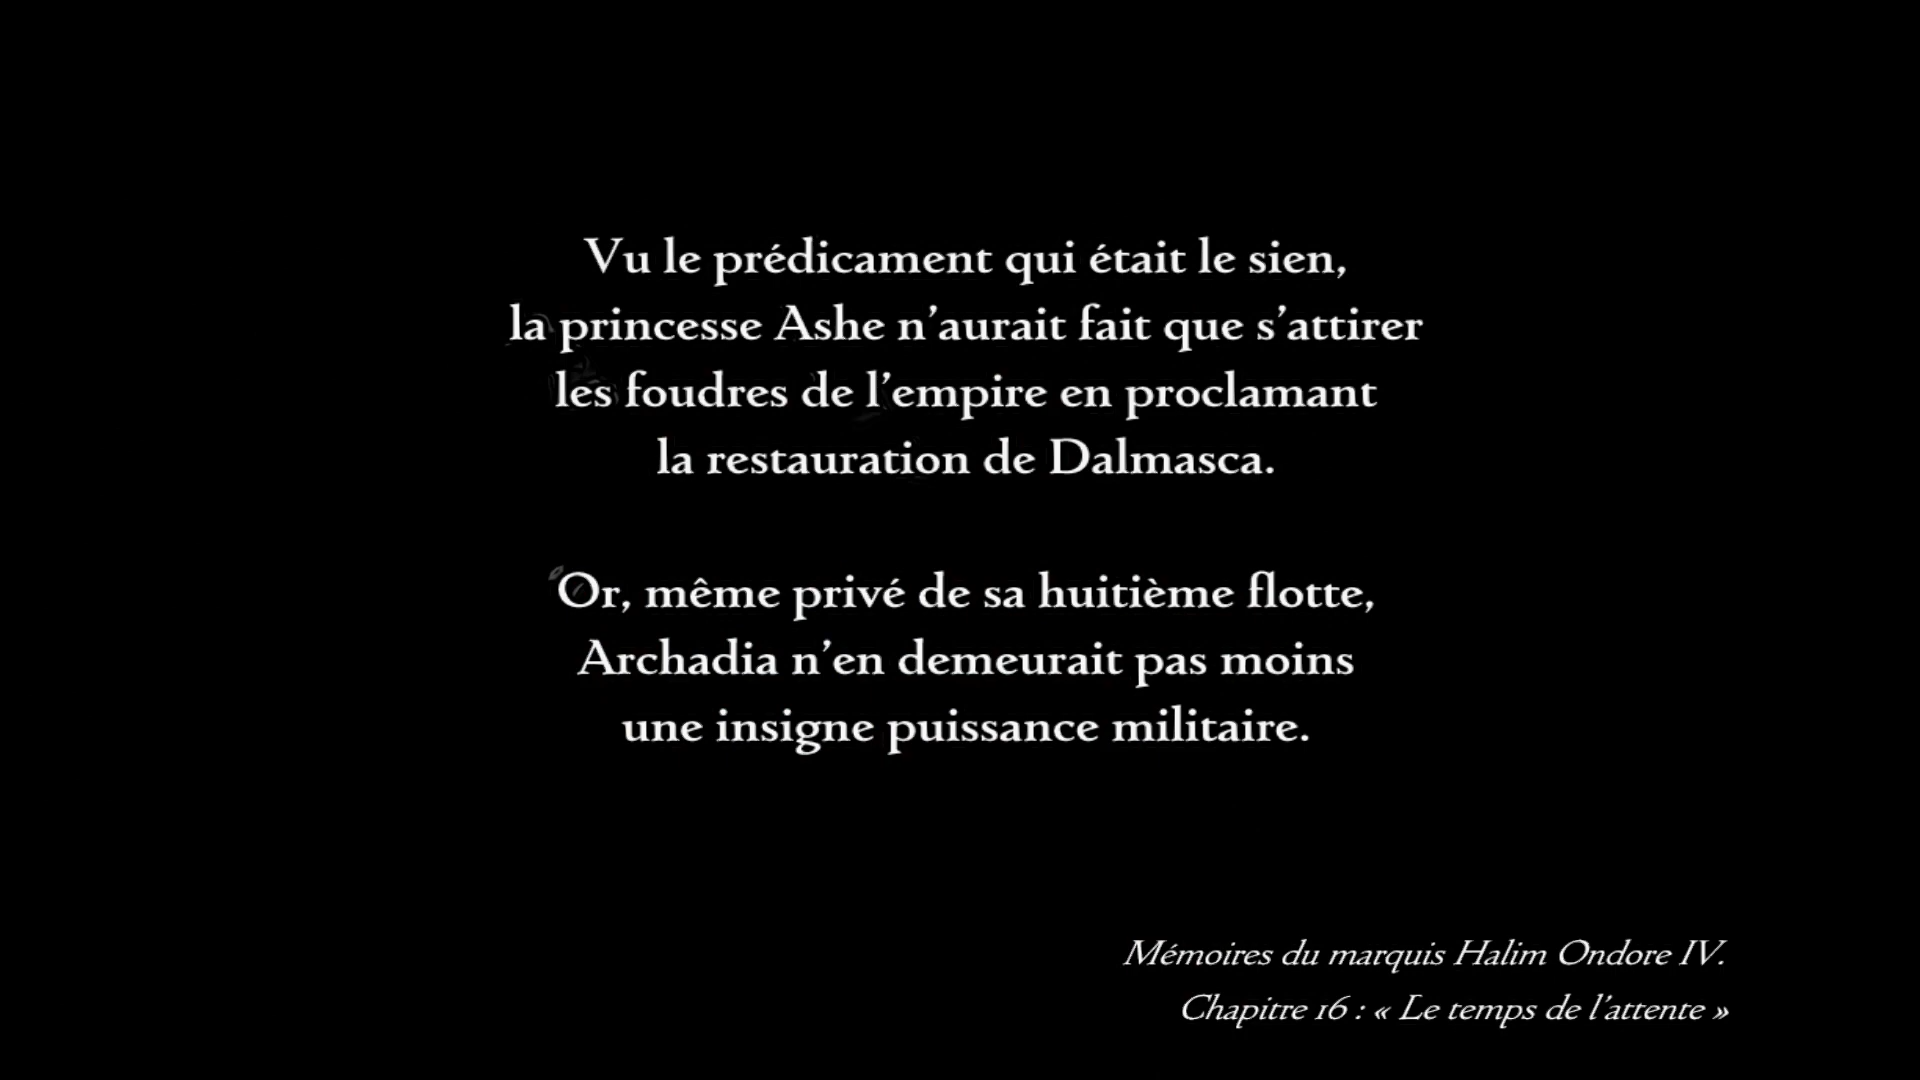 Vu le prédicament qui était le sien,
la princesse Ashe n’aurait fait que s’attirer
les foudres de l’empire en proclamant
la restauration de Dalmasca.
Or, même privé de sa huitième flotte,
Archadia n’en demeurait pas moins
une insigne puissance militaire.
Mémoires du marquis Halim Ondore IV.
Chapitre 16 : « Le temps de l’attente »